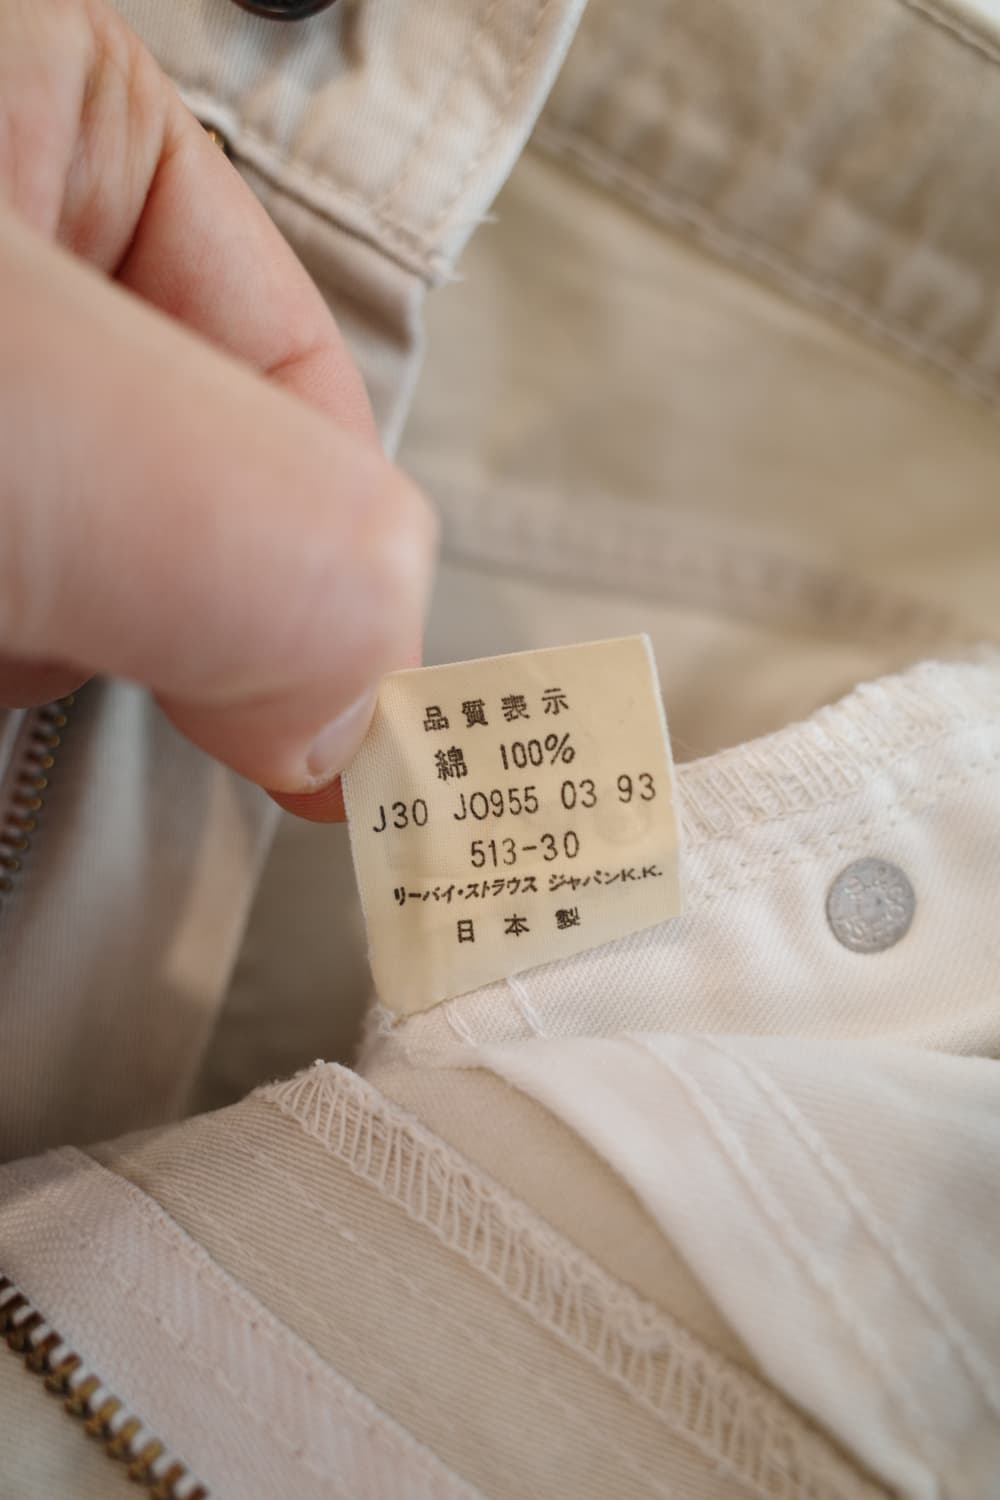 品質表示
綿 100%
J30 J0955 03 93
513-30
リーバイ・ストラウス ジャパンK.K.
日本製